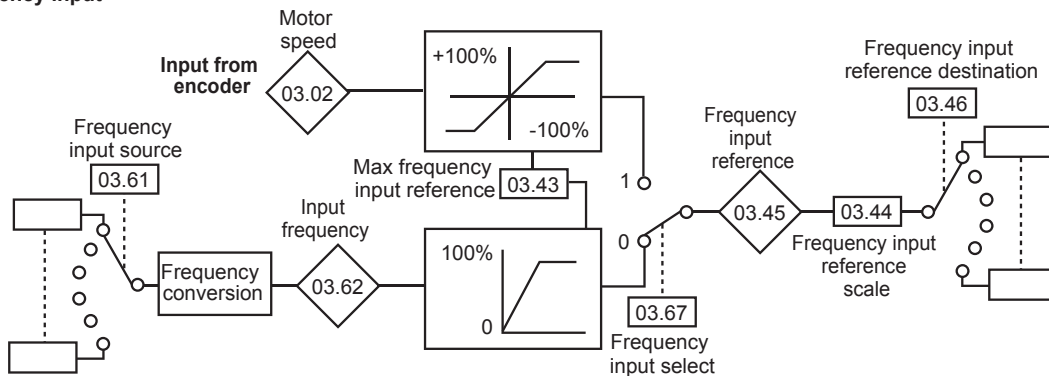 Motor
speed
Input from
encoder
03.02
+100%
-100%
Frequency input
reference destination
03.46
Frequency
input source
03.61
Max frequency
input reference
03.43
1
Frequency
input
reference
03.45
03.44
Frequency input
reference
scale
Frequency
conversion
Input
frequency
03.62
100%
0
0
03.67
Frequency
input select